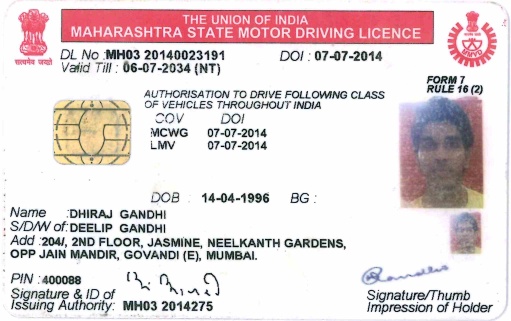 THE UNION OF INDIA
MAHARASHTRA STATE MOTOR DRIVING LICENCE
DL No :MH03 20140023191 DOI : 07-07-2014
Valid Till : 06-07-2034 (NT)
FORM 7
RULE 16 (2)
AUTHORISATION TO DRIVE FOLLOWING CLASS
OF VEHICLES THROUGHOUT INDIA
COV DOI
MCWG 07-07-2014
LMV 07-07-2014
DOB : 14-04-1996 BG :
Name :DHIRAJ GANDHI
S/D/W of :DEELIP GANDHI
Add :204/, 2ND FLOOR, JASMINE, NEELKANTH GARDENS,
OPP JAIN MANDIR, GOVANDI (E), MUMBAI.
PIN :400088
Signature & ID of
Issuing Authority: MH03 2014275
Signature/Thumb
Impression of Holder
सत्यमेव जयते